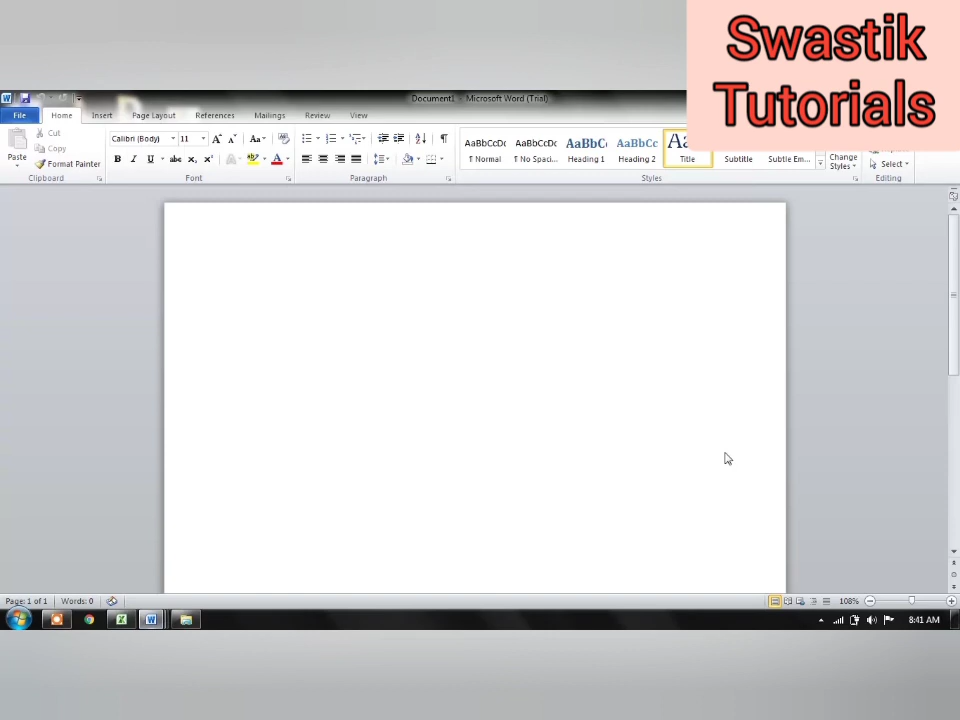 Swastik
Tutorials
Document1 - Microsoft Word (Trial)
File Home Insert Page Layout References Mailings Review View
Paste
Cut
Copy
Format Painter
Clipboard
Calibri (Body) 11
Font
Paragraph
AaBbCcDc AaBbCcDc AaBbCc AaBbCc
¶ Normal ¶ No Spaci... Heading 1 Heading 2 Title Subtitle Subtle Em...
Styles
Change
Styles
Select
Editing
Page: 1 of 1 Words: 0
108%
8:41 AM